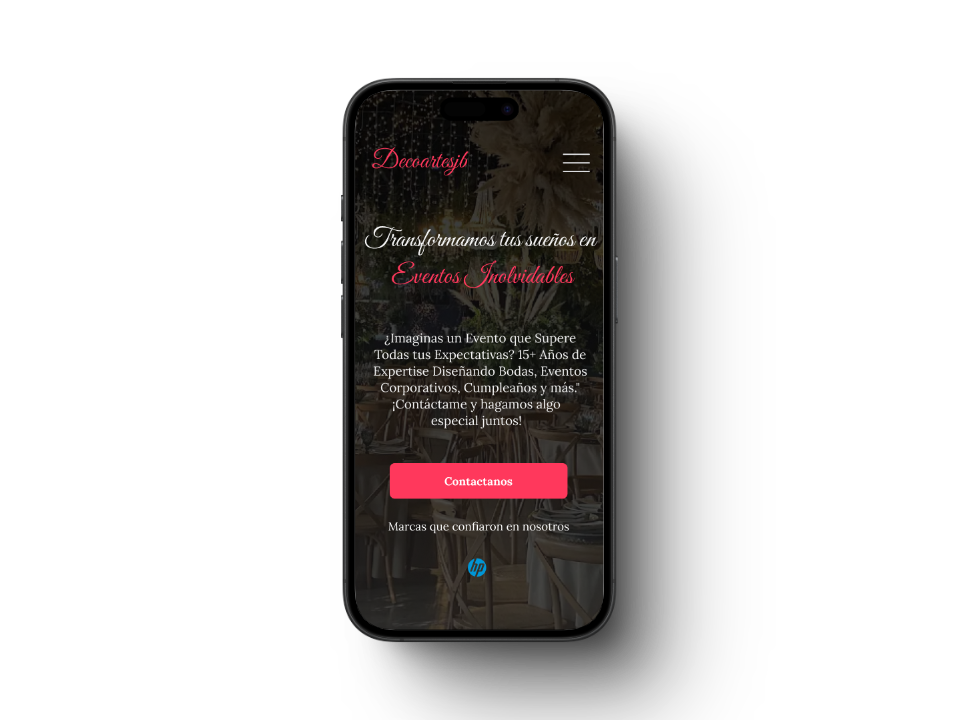 Decoartesjb
Transformamos tus sueños en
Eventos Inolvidables
¿Imaginas un Evento que Supere
Todas tus Expectativas? 15+ Años de
Expertise Diseñando Bodas, Eventos
Corporativos, Cumpleaños y más."
¡Contáctame y hagamos algo
especial juntos!
Contactanos
Marcas que confiaron en nosotros
hp